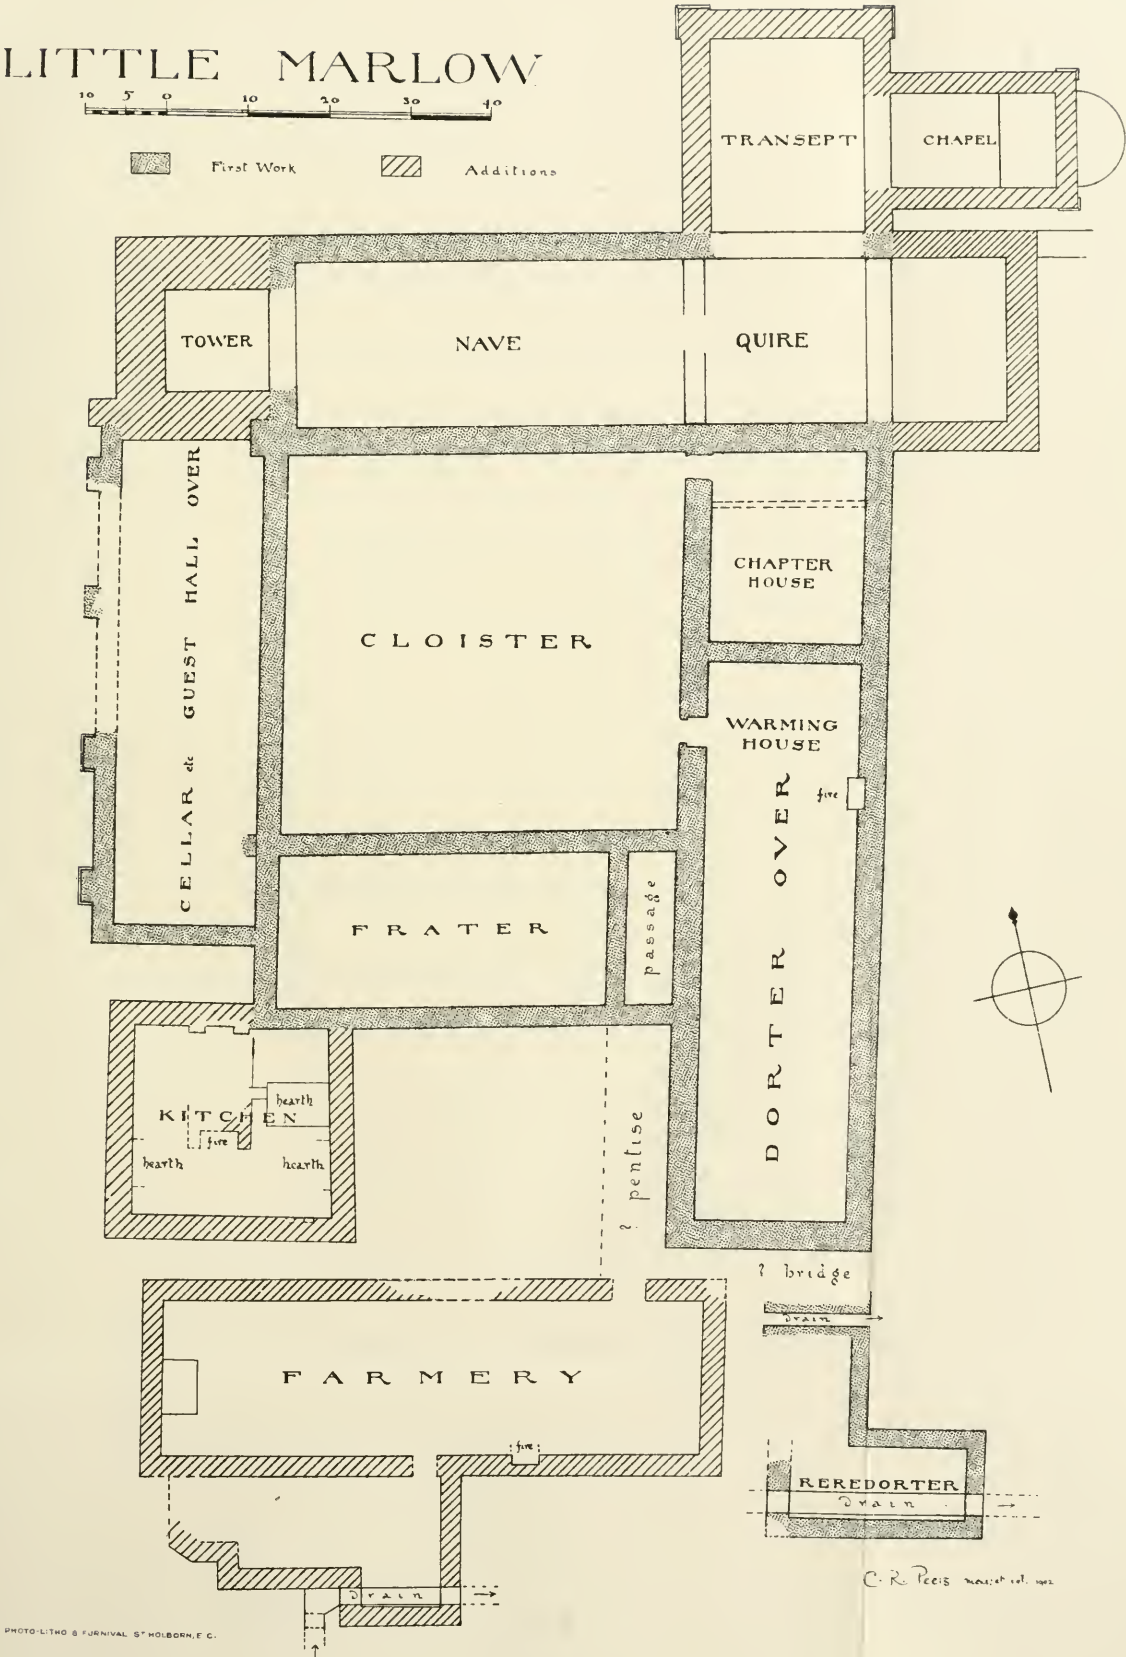 LITTLE MARLOW
10 5 0 10 20 30 40
First Work
Additions
TRANSEPT
CHAPEL
TOWER
NAVE
QUIRE
CELLAR etc GUEST HALL OVER
CLOISTER
CHAPTER
HOUSE
WARMING
HOUSE
fire
DORTER OVER
FRATER
passage
KITCHEN
hearth
fire
hearth
hearth
? pentise
? bridge
drain
FARMERY
fire
REREDORTER
drain
drain
C. R. Peers 1902
PHOTO-LITHO 6 FURNIVAL ST HOLBORN, E.C.